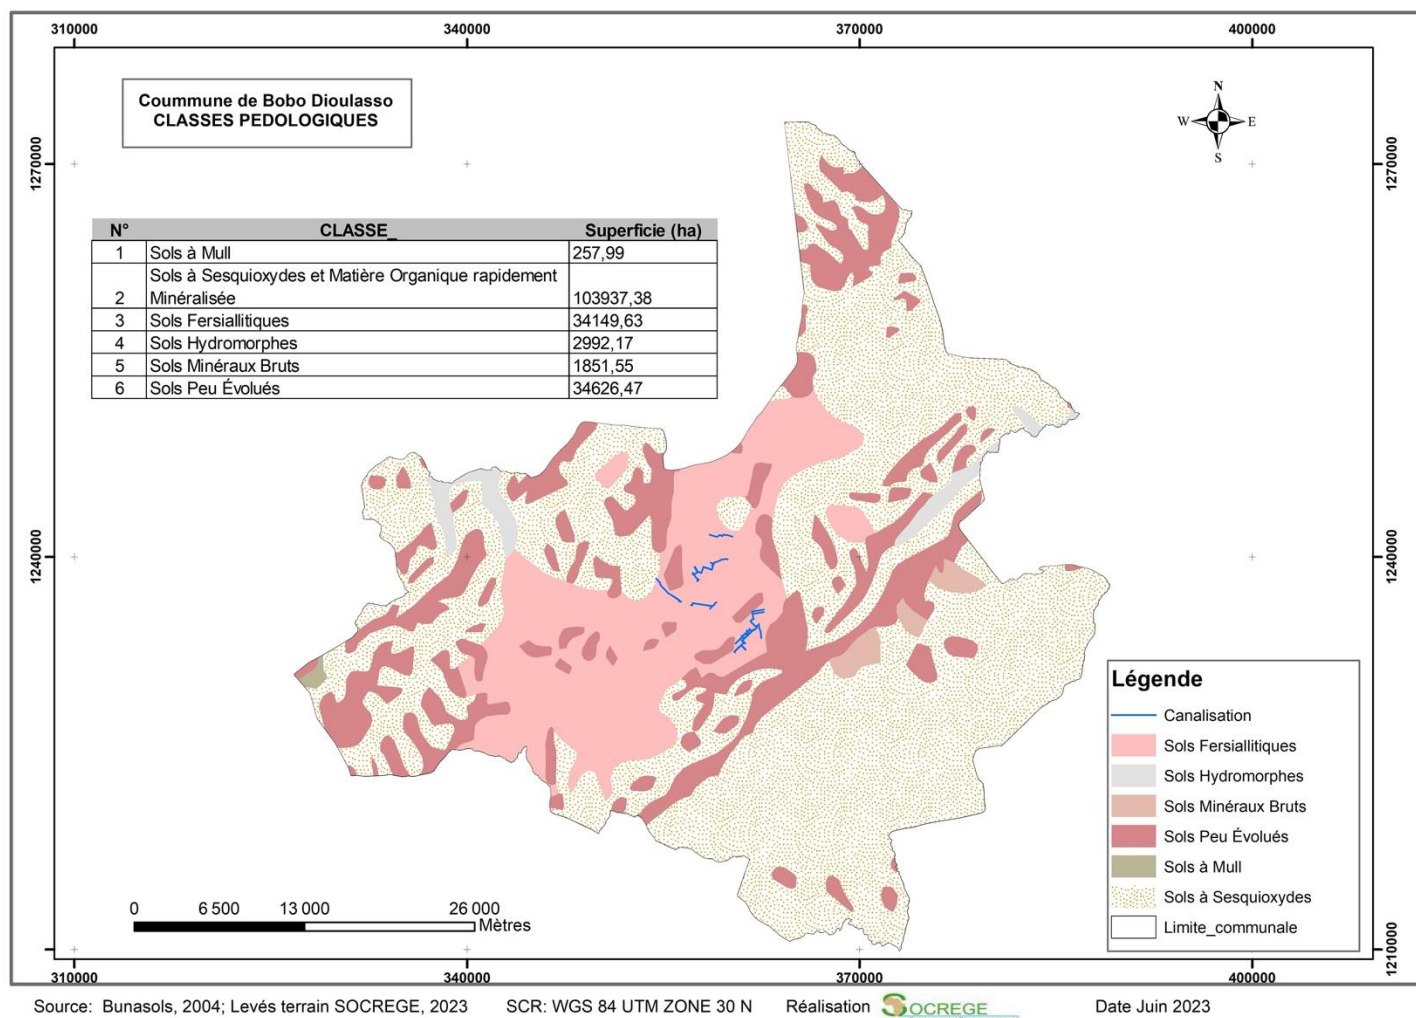 310000 340000 370000 400000
Coummune de Bobo Dioulasso
CLASSES PEDOLOGIQUES
N
W E
S
1270000 1270000
N° CLASSE_ Superficie (ha)
1 Sols à Mull 257,99
Sols à Sesquioxydes et Matière Organique rapidement
2 Minéralisée 103937,38
3 Sols Fersiallitiques 34149,63
4 Sols Hydromorphes 2992,17
5 Sols Minéraux Bruts 1851,55
6 Sols Peu Évolués 34626,47
1240000 1240000
Légende
Canalisation
Sols Fersiallitiques
Sols Hydromorphes
Sols Minéraux Bruts
Sols Peu Évolués
Sols à Mull
Sols à Sesquioxydes
Limite_communale
0 6 500 13 000 26 000
Mètres
1210000
310000 340000 370000 400000
Source: Bunasols, 2004; Levés terrain SOCREGE, 2023 SCR: WGS 84 UTM ZONE 30 N Réalisation SOCREGE Date Juin 2023